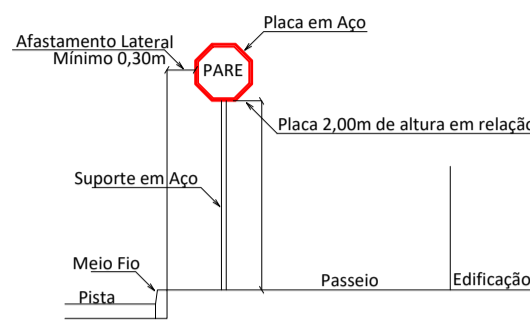 Placa em Aço
Afastamento Lateral
Mínimo 0,30m
PARE
Placa 2,00m de altura em relação
Suporte em Aço
Meio Fio
Pista
Passeio
Edificação